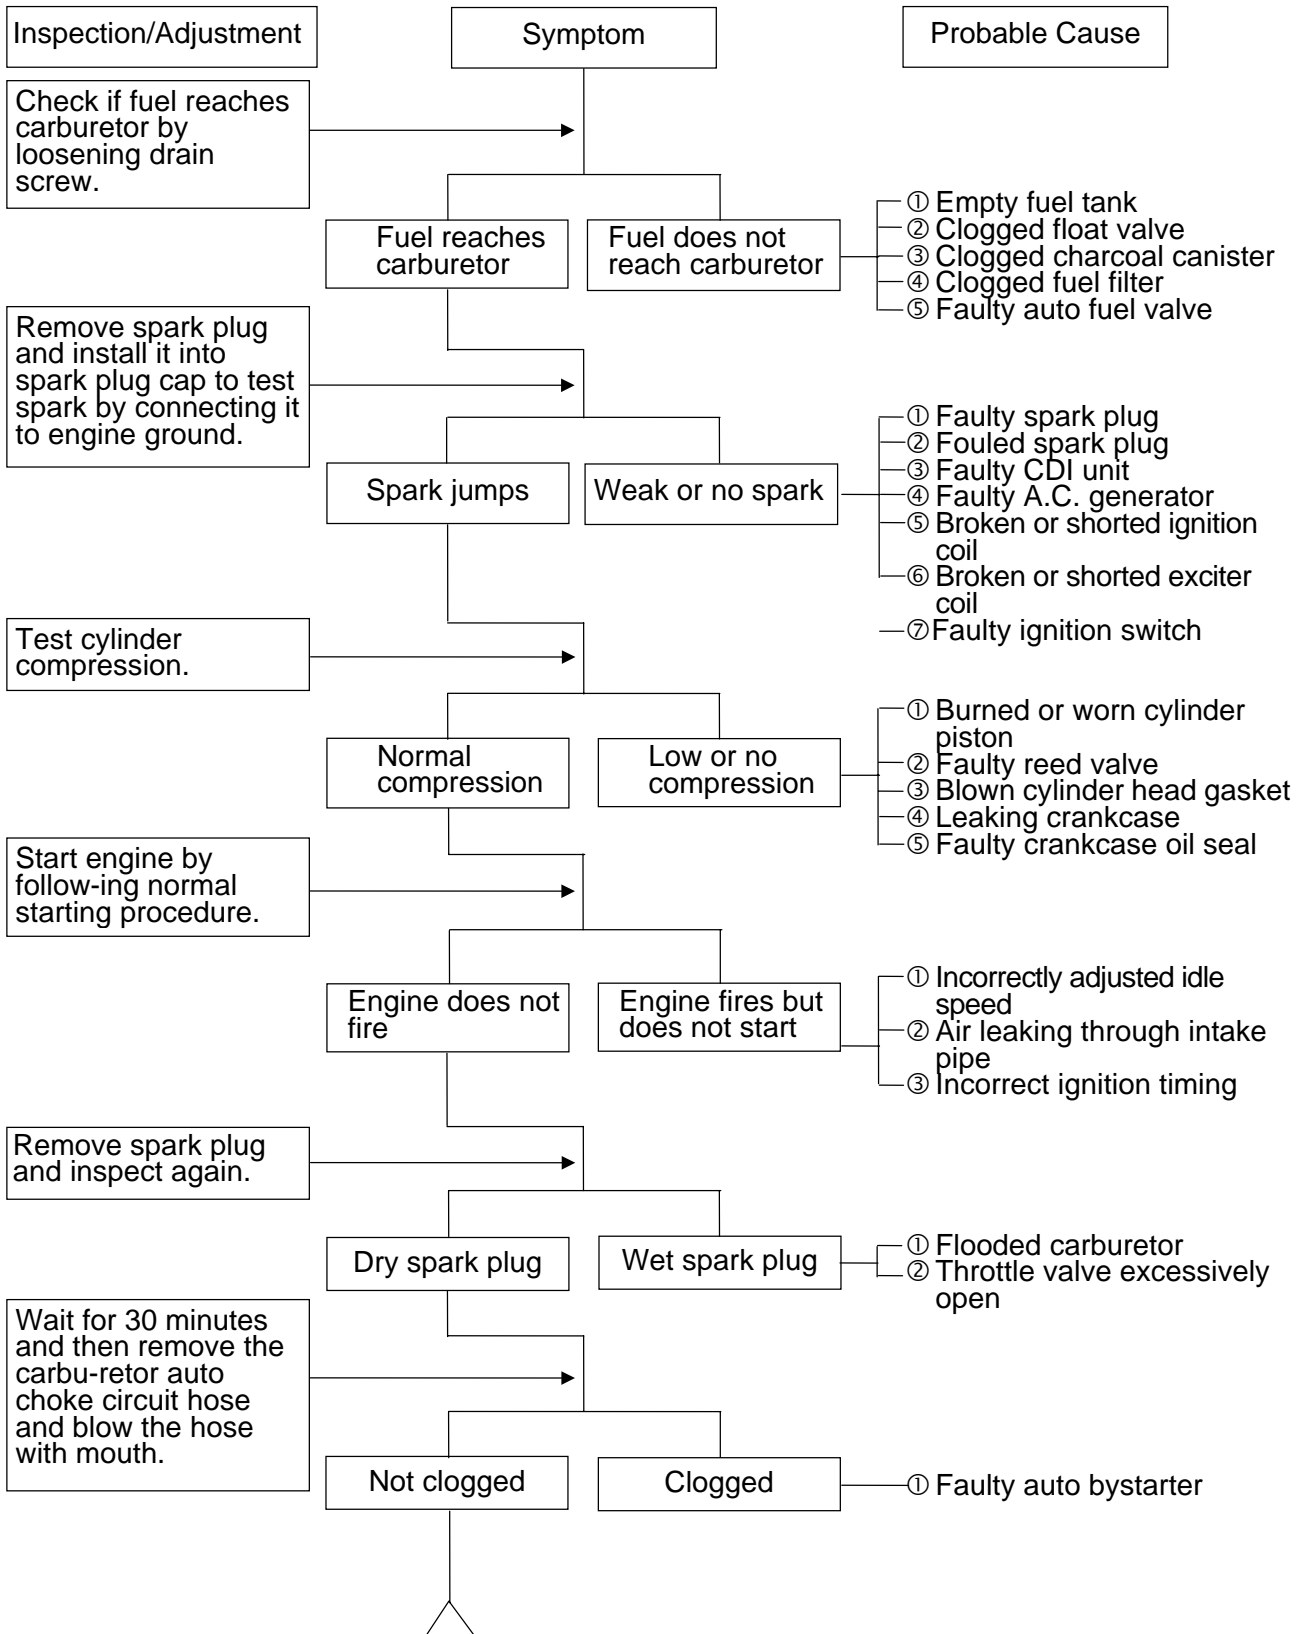 Inspection/Adjustment
Symptom
Probable Cause
Check if fuel reaches
carburetor by
loosening drain
screw.
Fuel reaches
carburetor
Fuel does not
reach carburetor
① Empty fuel tank
② Clogged float valve
③ Clogged charcoal canister
④ Clogged fuel filter
⑤ Faulty auto fuel valve
Remove spark plug
and install it into
spark plug cap to test
spark by connecting it
to engine ground.
Spark jumps
Weak or no spark
① Faulty spark plug
② Fouled spark plug
③ Faulty CDI unit
④ Faulty A.C. generator
⑤ Broken or shorted ignition
coil
⑥ Broken or shorted exciter
coil
⑦Faulty ignition switch
Test cylinder
compression.
Normal
compression
Low or no
compression
① Burned or worn cylinder
piston
② Faulty reed valve
③ Blown cylinder head gasket
④ Leaking crankcase
⑤ Faulty crankcase oil seal
Start engine by
follow-ing normal
starting procedure.
Engine does not
fire
Engine fires but
does not start
① Incorrectly adjusted idle
speed
② Air leaking through intake
pipe
③ Incorrect ignition timing
Remove spark plug
and inspect again.
Dry spark plug
Wet spark plug
① Flooded carburetor
② Throttle valve excessively
open
Wait for 30 minutes
and then remove the
carbu-retor auto
choke circuit hose
and blow the hose
with mouth.
Not clogged
Clogged
① Faulty auto bystarter